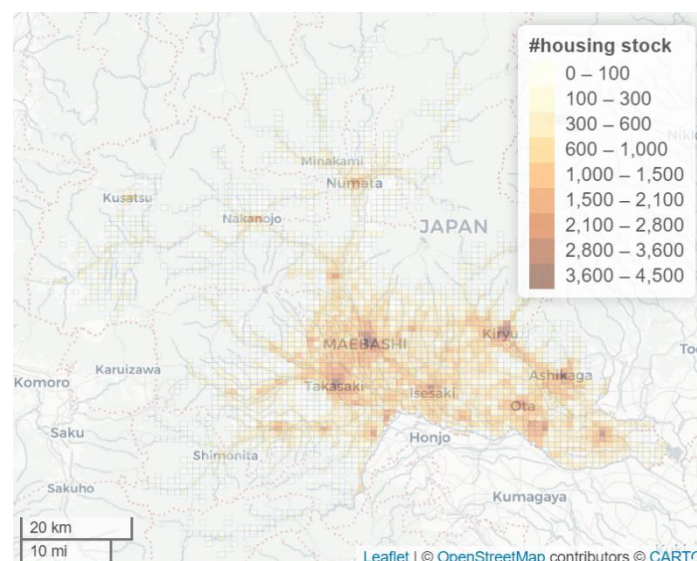 #housing stock
0 – 100
100 – 300
300 – 600
600 – 1,000
1,000 – 1,500
1,500 – 2,100
2,100 – 2,800
2,800 – 3,600
3,600 – 4,500
Minakami
Numata
Kusatsu
Nakanojo
JAPAN
MAEBASHI
Kiryu
Karuizawa
Takasaki
Isesaki
Ashikaga
Komoro
Ota
Saku
Honjo
Shimonita
Sakuho
Kumagaya
20 km
10 mi
Leaflet | © OpenStreetMap contributors © CARTO